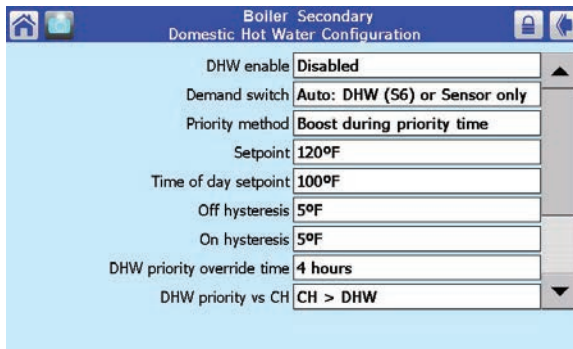 Boiler Secondary
Domestic Hot Water Configuration
DHW enable Disabled
Demand switch Auto: DHW (S6) or Sensor only
Priority method Boost during priority time
Setpoint 120ºF
Time of day setpoint 100ºF
Off hysteresis 5ºF
On hysteresis 5ºF
DHW priority override time 4 hours
DHW priority vs CH CH > DHW